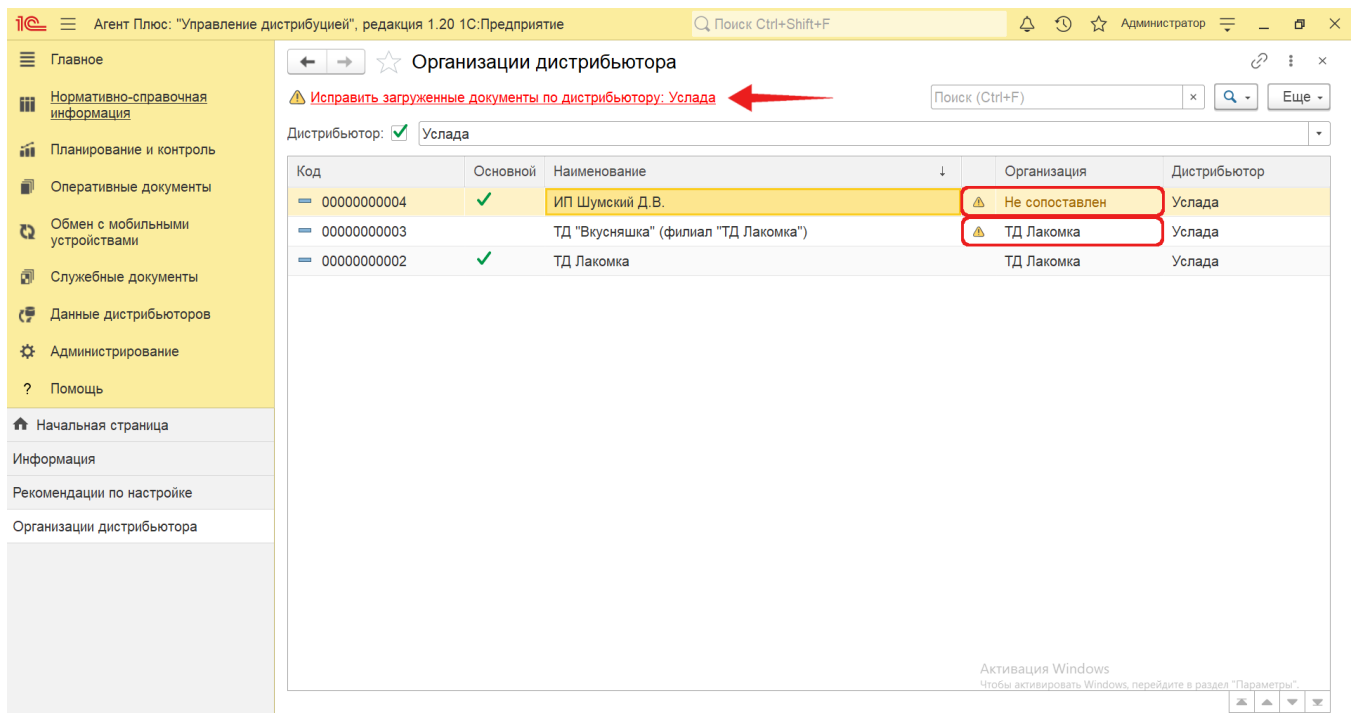 Агент Плюс: "Управление дистрибуцией", редакция 1.20 1С:Предприятие
Поиск Ctrl+Shift+F
Администратор
Главное
Нормативно-справочная
информация
Планирование и контроль
Оперативные документы
Обмен с мобильными
устройствами
Служебные документы
Данные дистрибьюторов
Администрирование
? Помощь
Начальная страница
Информация
Рекомендации по настройке
Организации дистрибьютора
Организации дистрибьютора
Исправить загруженные документы по дистрибьютору: Услада
Поиск (Ctrl+F)
Еще
Дистрибьютор: Услада
Код Основной Наименование Организация Дистрибьютор
00000000004 ИП Шумский Д.В. Не сопоставлен Услада
00000000003 ТД "Вкусняшка" (филиал "ТД Лакомка") ТД Лакомка Услада
00000000002 ТД Лакомка ТД Лакомка Услада
Активация Windows
Чтобы активировать Windows, перейдите в раздел "Параметры".